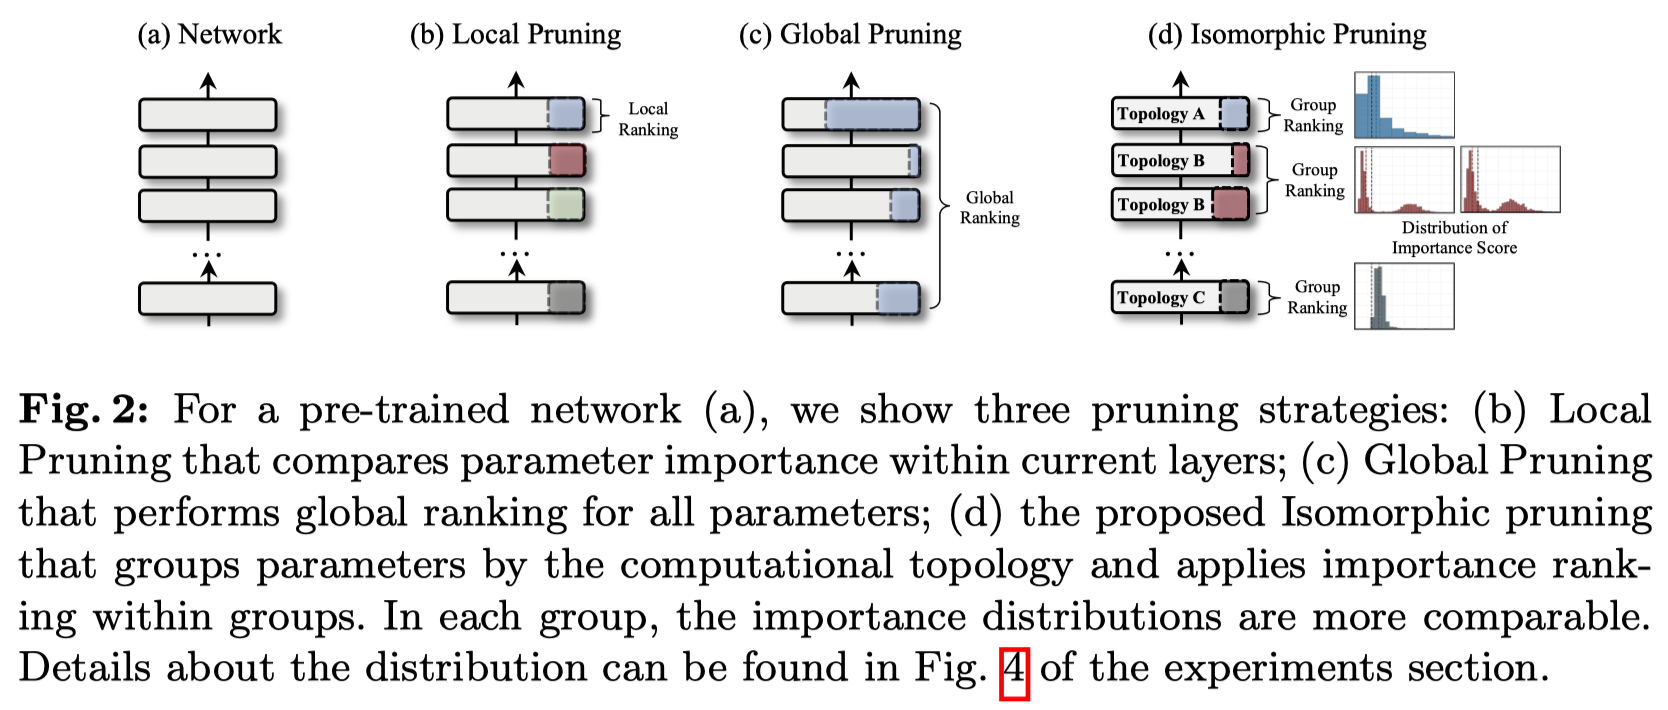 (a) Network
(b) Local Pruning
(c) Global Pruning
(d) Isomorphic Pruning
Local
Ranking
Global
Ranking
Topology A
Topology B
Topology B
Topology C
Group
Ranking
Group
Ranking
Group
Ranking
Distribution of
Importance Score
...
...
...
...
Fig. 2: For a pre-trained network (a), we show three pruning strategies: (b) Local
Pruning that compares parameter importance within current layers; (c) Global Pruning
that performs global ranking for all parameters; (d) the proposed Isomorphic pruning
that groups parameters by the computational topology and applies importance rank-
ing within groups. In each group, the importance distributions are more comparable.
Details about the distribution can be found in Fig. 4 of the experiments section.